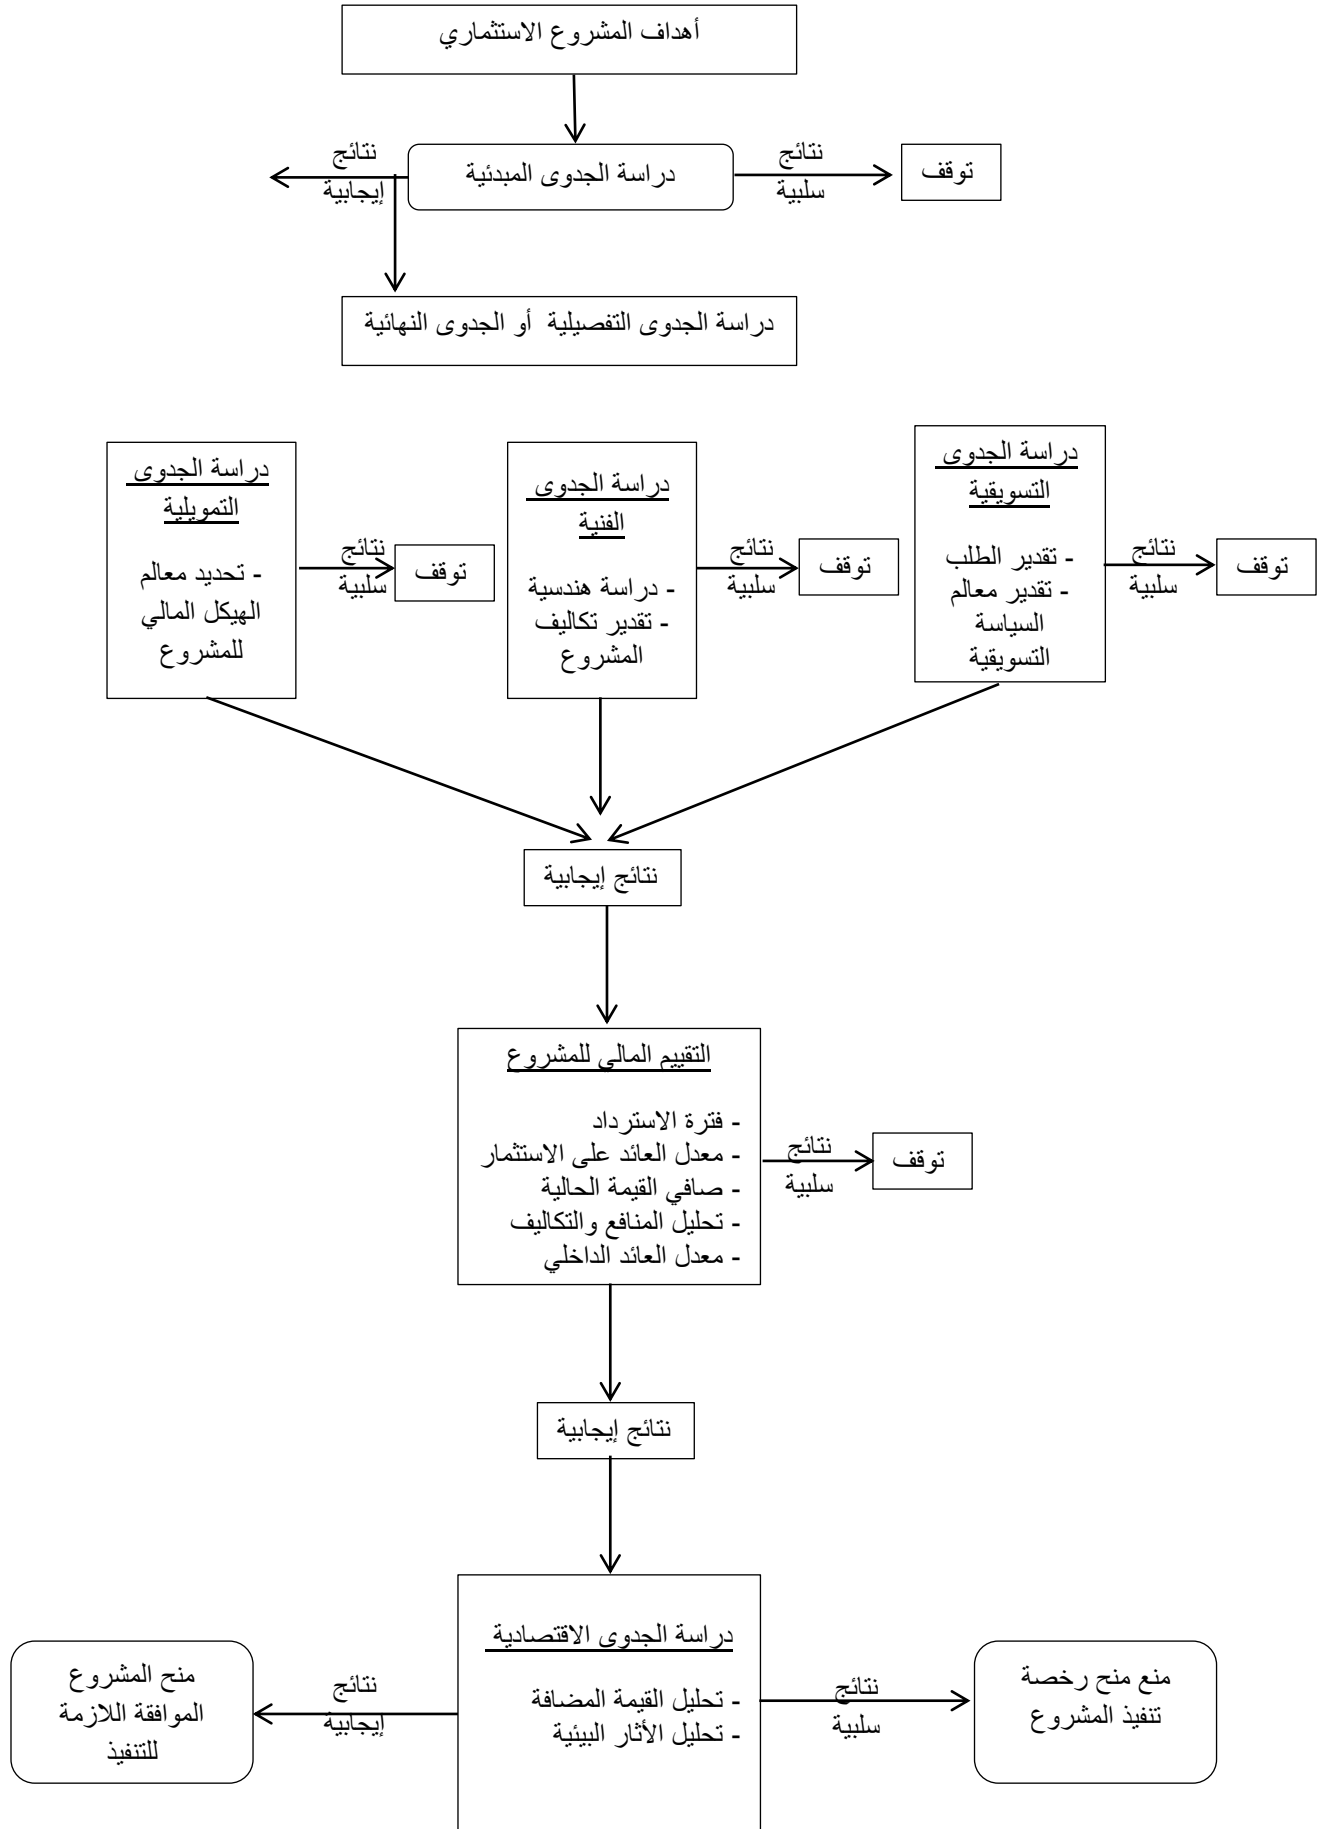 أهداف المشروع الاستثماري
توقف
نتائج
سلبية
دراسة الجدوى المبدئية
نتائج
إيجابية
دراسة الجدوى التفصيلية أو الجدوى النهائية
توقف
نتائج
سلبية
دراسة الجدوى
التسويقية
- تقدير الطلب
- تقدير معالم
السياسة
التسويقية
توقف
نتائج
سلبية
دراسة الجدوى
الفنية
- دراسة هندسية
- تقدير تكاليف
المشروع
توقف
نتائج
سلبية
دراسة الجدوى
التمويلية
- تحديد معالم
الهيكل المالي
للمشروع
نتائج إيجابية
التقييم المالي للمشروع
- فترة الاسترداد
- معدل العائد على الاستثمار
- صافي القيمة الحالية
- تحليل المنافع والتكاليف
- معدل العائد الداخلي
نتائج
سلبية
توقف
نتائج إيجابية
دراسة الجدوى الاقتصادية
- تحليل القيمة المضافة
- تحليل الأثار البيئية
نتائج
سلبية
منع منح رخصة
تنفيذ المشروع
نتائج
إيجابية
منح المشروع
الموافقة اللازمة
للتنفيذ